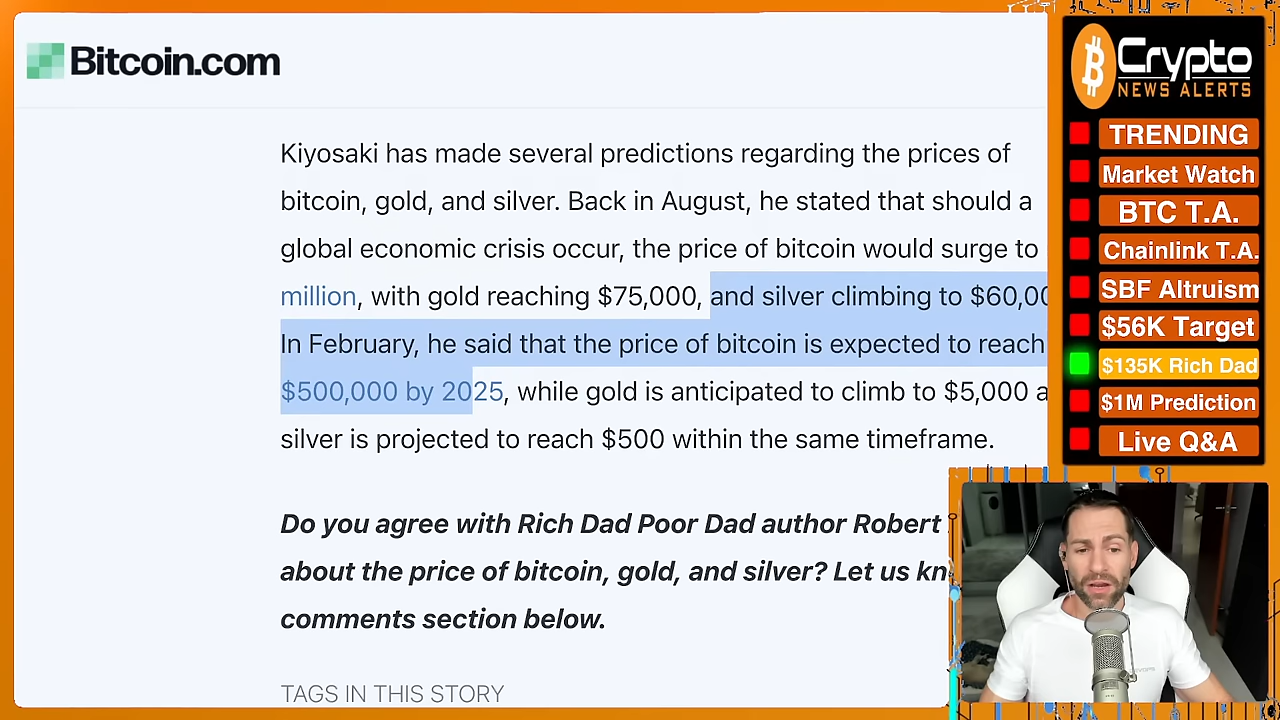 Bitcoin.com
Kiyosaki has made several predictions regarding the prices of
bitcoin, gold, and silver. Back in August, he stated that should a
global economic crisis occur, the price of bitcoin would surge to
million, with gold reaching $75,000, and silver climbing to $60,00
In February, he said that the price of bitcoin is expected to reach
$500,000 by 2025, while gold is anticipated to climb to $5,000 a
silver is projected to reach $500 within the same timeframe.
Do you agree with Rich Dad Poor Dad author Robert
about the price of bitcoin, gold, and silver? Let us kn
comments section below.
TAGS IN THIS STORY
Crypto
NEWS ALERTS
TRENDING
Market Watch
BTC T.A.
Chainlink T.A.
SBF Altruism
$56K Target
$135K Rich Dad
$1M Prediction
Live Q&A